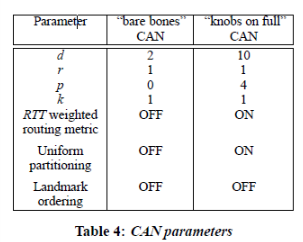 Parameter “bare bones” “knobs on full”
CAN CAN
d 2 10
r 1 1
p 0 4
k 1 1
RTT weighted OFF ON
routing metric
Uniform OFF ON
partitioning
Landmark OFF OFF
ordering
Table 4: CAN parameters